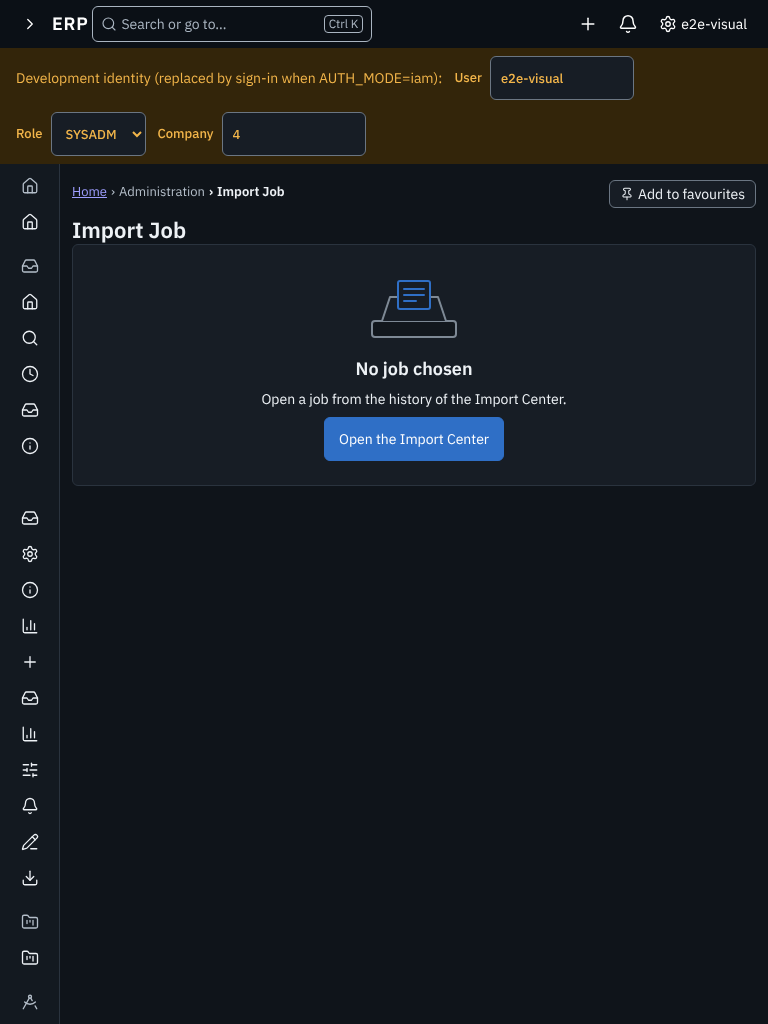 ERP
Search or go to...
Ctrl K
e2e-visual
Development identity (replaced by sign-in when AUTH_MODE=iam):
User
e2e-visual
Role
SYSADM
Company
4
Home › Administration › Import Job
Add to favourites
Import Job
No job chosen
Open a job from the history of the Import Center.
Open the Import Center